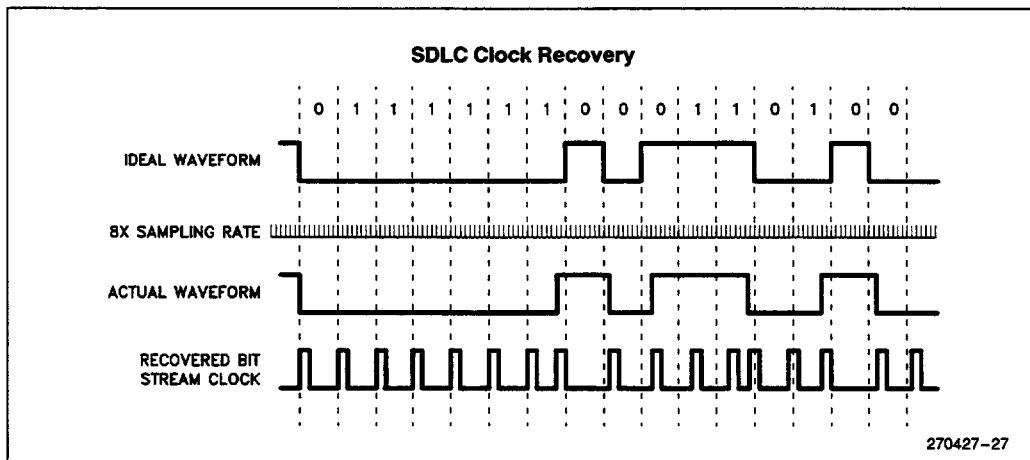 SDLC Clock Recovery
0 1 1 1 1 1 1 0 0 0 1 1 0 1 0 0
IDEAL WAVEFORM
8X SAMPLING RATE
ACTUAL WAVEFORM
RECOVERED BIT
STREAM CLOCK
270427-27